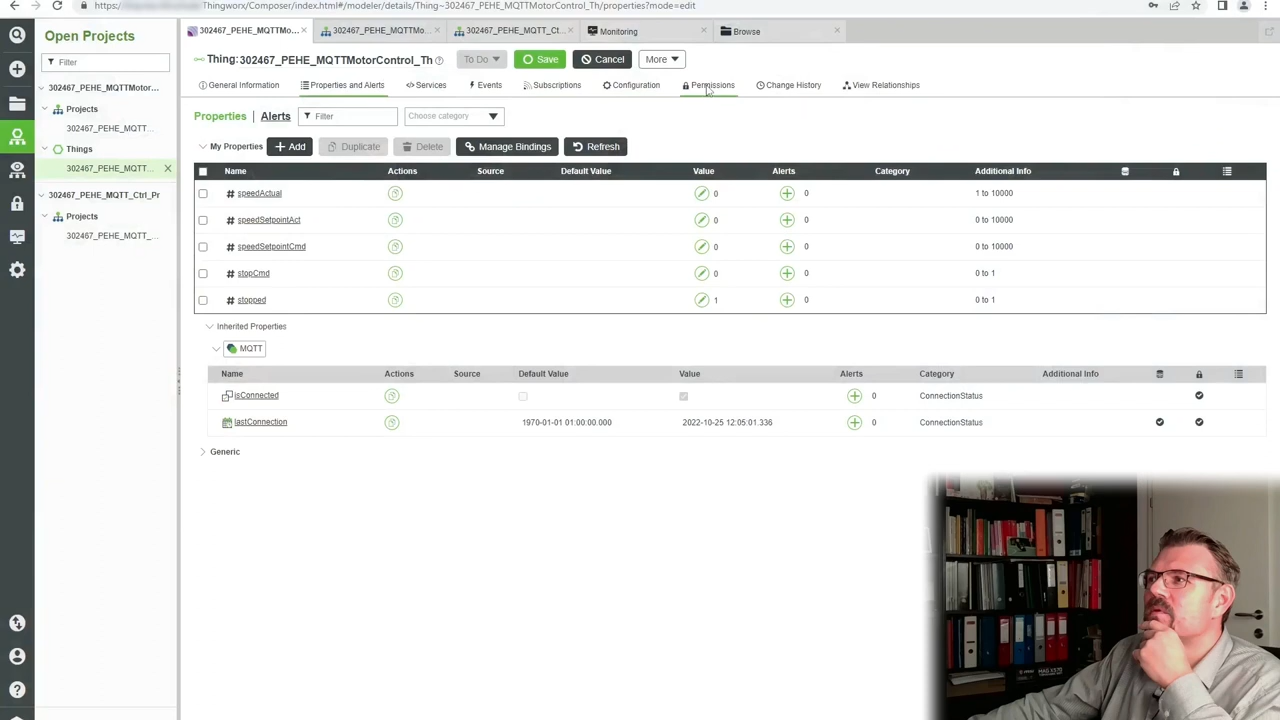 https:/
Thingworx/Composer/index.html#/modeler/details/Thing~302467_PEHE_MQTTMotorControl_Th/properties?mode=edit
Open Projects
Filter
302467_PEHE_MQTTMotor...
Projects
302467_PEHE_MQTT...
Things
302467_PEHE_MQTT...
302467_PEHE_MQTT_Ctrl_Pr
Projects
302467_PEHE_MQTT_...
302467_PEHE_MQTTMo...
302467_PEHE_MQTTMo...
302467_PEHE_MQTT_Ct...
Monitoring
Browse
Thing:302467_PEHE_MQTTMotorControl_Th
To Do
Save
Cancel
More
General Information
Properties and Alerts
Services
Events
Subscriptions
Configuration
Permissions
Change History
View Relationships
Properties | Alerts
Filter
Choose category
My Properties
Add
Duplicate
Delete
Manage Bindings
Refresh
Name Actions Source Default Value Value Alerts Category Additional Info
speedActual 0 0 1 to 10000
speedSetpointAct 0 0 0 to 10000
speedSetpointCmd 0 0 0 to 10000
stopCmd 0 0 0 to 1
stopped 1 0 0 to 1
Inherited Properties
MQTT
Name Actions Source Default Value Value Alerts Category Additional Info
isConnected 0 ConnectionStatus
lastConnection 1970-01-01 01:00:00.000 2022-10-25 12:05:01.336 0 ConnectionStatus
Generic